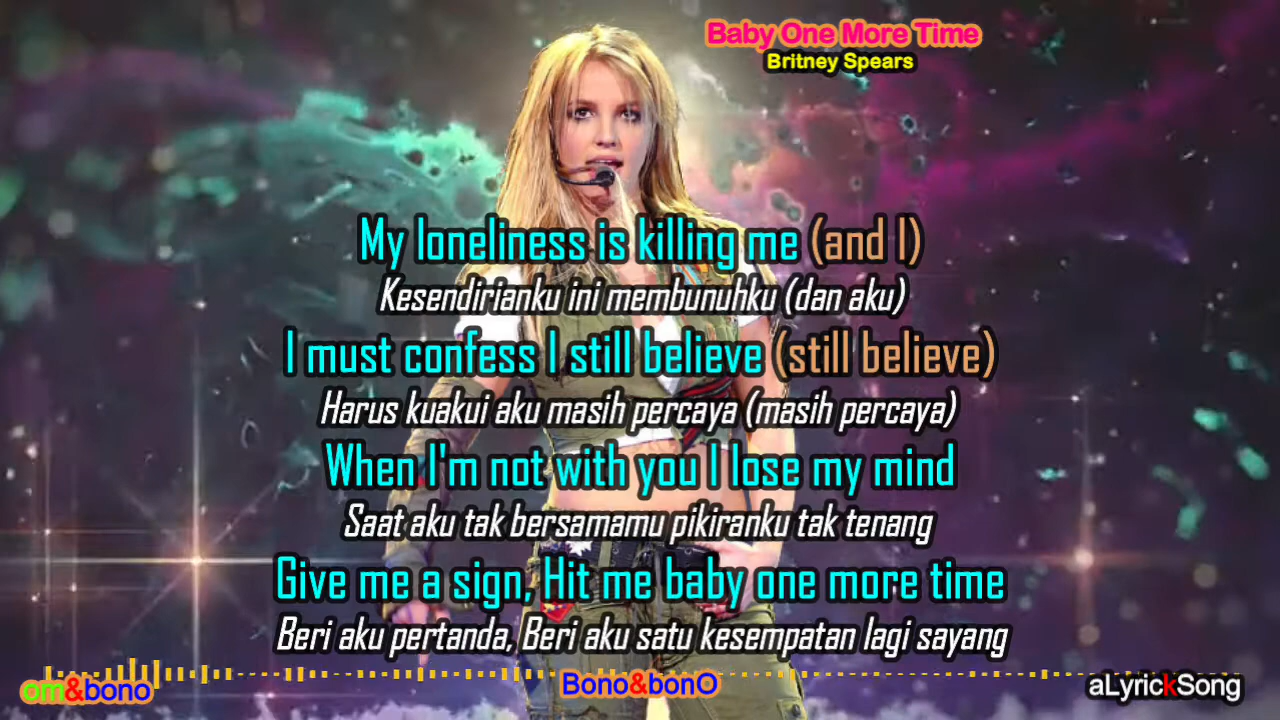 Baby One More Time
Britney Spears
My loneliness is killing me (and I)
Kesendirianku ini membunuhku (dan aku)
I must confess I still believe (still believe)
Harus kuakui aku masih percaya (masih percaya)
When I'm not with you I lose my mind
Saat aku tak bersamamu pikiranku tak tenang
Give me a sign, Hit me baby one more time
Beri aku pertanda, Beri aku satu kesempatan lagi sayang
om&bono
Bono&bonO
aLyrickSong